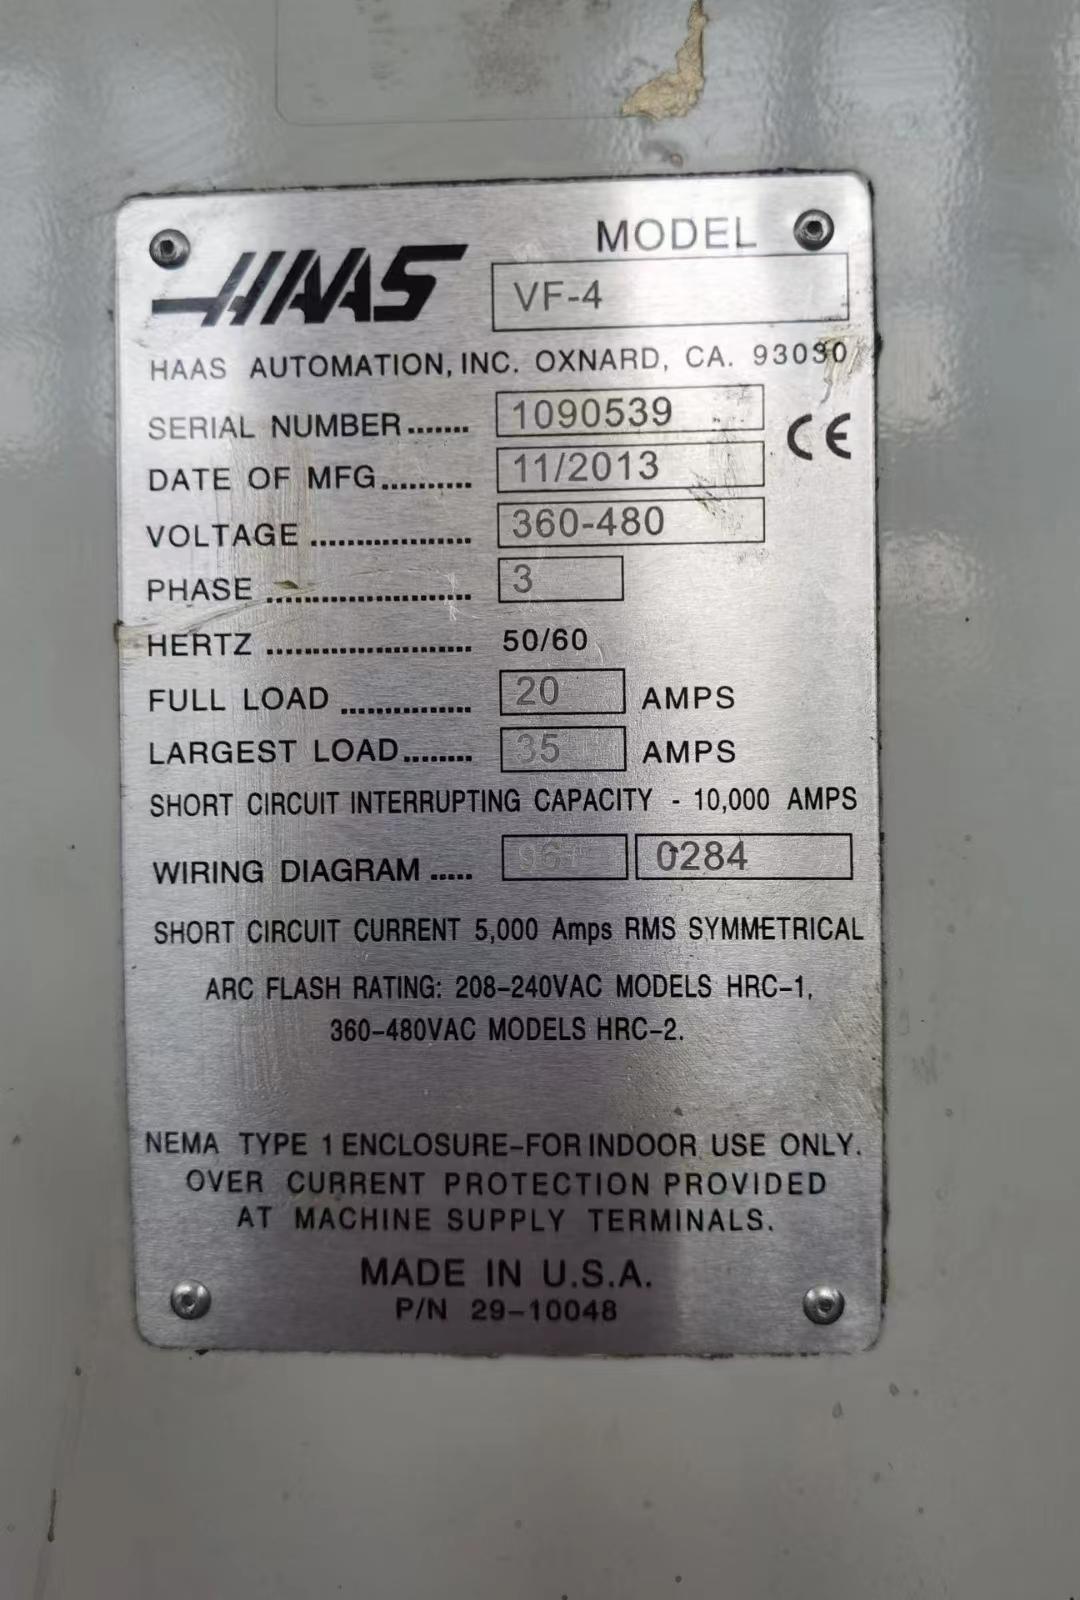 MODEL
HAAS
VF-4
HAAS AUTOMATION, INC. OXNARD, CA. 93030
SERIAL NUMBER....... 1090539
CE
DATE OF MFG.......... 11/2013
VOLTAGE ................. 360-480
PHASE ...................... 3
HERTZ ...................... 50/60
FULL LOAD .............. 20 AMPS
LARGEST LOAD........ 35 AMPS
SHORT CIRCUIT INTERRUPTING CAPACITY - 10,000 AMPS
WIRING DIAGRAM ..... 0284
SHORT CIRCUIT CURRENT 5,000 Amps RMS SYMMETRICAL
ARC FLASH RATING: 208-240VAC MODELS HRC-1,
360-480VAC MODELS HRC-2.
NEMA TYPE 1 ENCLOSURE-FOR INDOOR USE ONLY.
OVER CURRENT PROTECTION PROVIDED
AT MACHINE SUPPLY TERMINALS.
MADE IN U.S.A.
P/N 29-10048